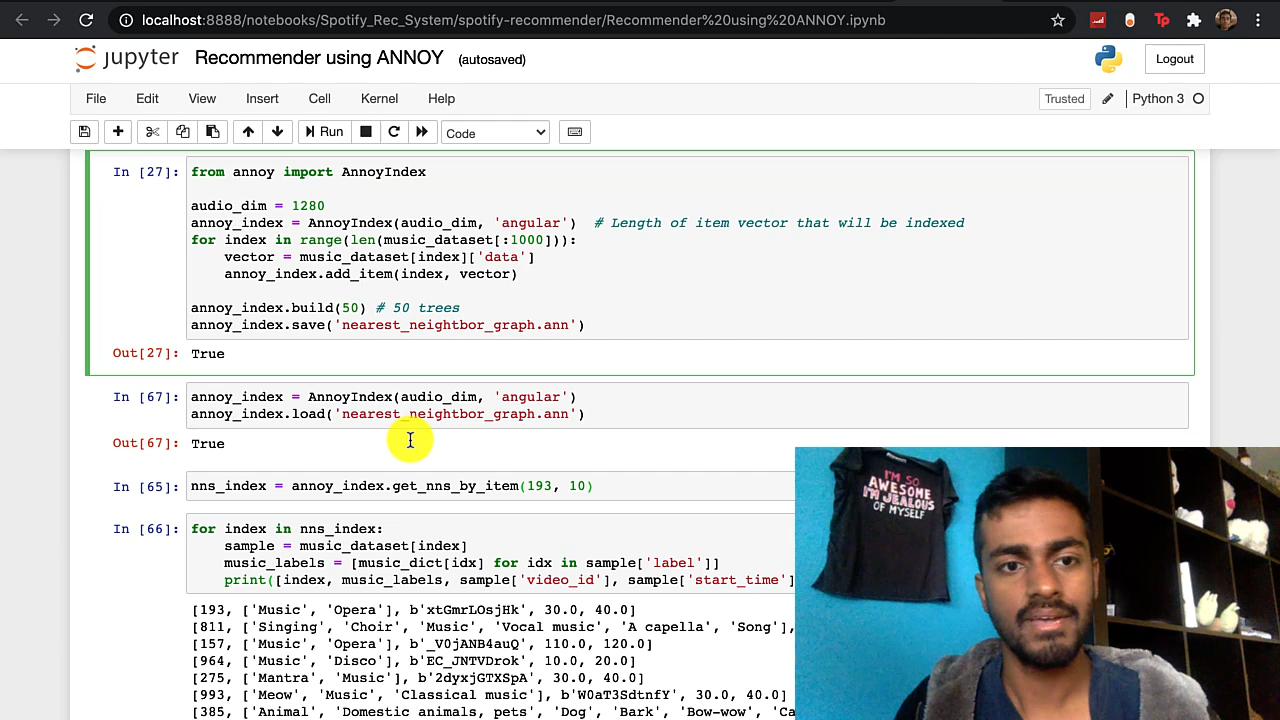 localhost:8888/notebooks/Spotify_Rec_System/spotify-recommender/Recommender%20using%20ANNOY.ipynb
Tp
jupyter Recommender using ANNOY (autosaved)
Logout
File Edit View Insert Cell Kernel Help
Trusted
Python 3
Run
Code
In [27]:
from annoy import AnnoyIndex
audio_dim = 1280
annoy_index = AnnoyIndex(audio_dim, 'angular')  # Length of item vector that will be indexed
for index in range(len(music_dataset[:1000])):
    vector = music_dataset[index]['data']
    annoy_index.add_item(index, vector)
annoy_index.build(50) # 50 trees
annoy_index.save('nearest_neightbor_graph.ann')
Out[27]: True
In [67]:
annoy_index = AnnoyIndex(audio_dim, 'angular')
annoy_index.load('nearest_neightbor_graph.ann')
Out[67]: True
In [65]:
nns_index = annoy_index.get_nns_by_item(193, 10)
In [66]:
for index in nns_index:
    sample = music_dataset[index]
    music_labels = [music_dict[idx] for idx in sample['label']]
    print([index, music_labels, sample['video_id'], sample['start_time']
[193, ['Music', 'Opera'], b'xtGmrLOsjHk', 30.0, 40.0]
[811, ['Singing', 'Choir', 'Music', 'Vocal music', 'A capella', 'Song'],
[157, ['Music', 'Opera'], b'_V0jANB4auQ', 110.0, 120.0]
[964, ['Music', 'Disco'], b'EC_JNTVDrok', 10.0, 20.0]
[275, ['Mantra', 'Music'], b'2dyxjGTXSpA', 30.0, 40.0]
[993, ['Meow', 'Music', 'Classical music'], b'W0aT3SdtnfY', 30.0, 40.0]
[385, ['Animal', 'Domestic animals, pets', 'Dog', 'Bark', 'Bow-wow', 'Ca
I'M SO
AWESOME
I'M JEALOUS
OF MYSELF